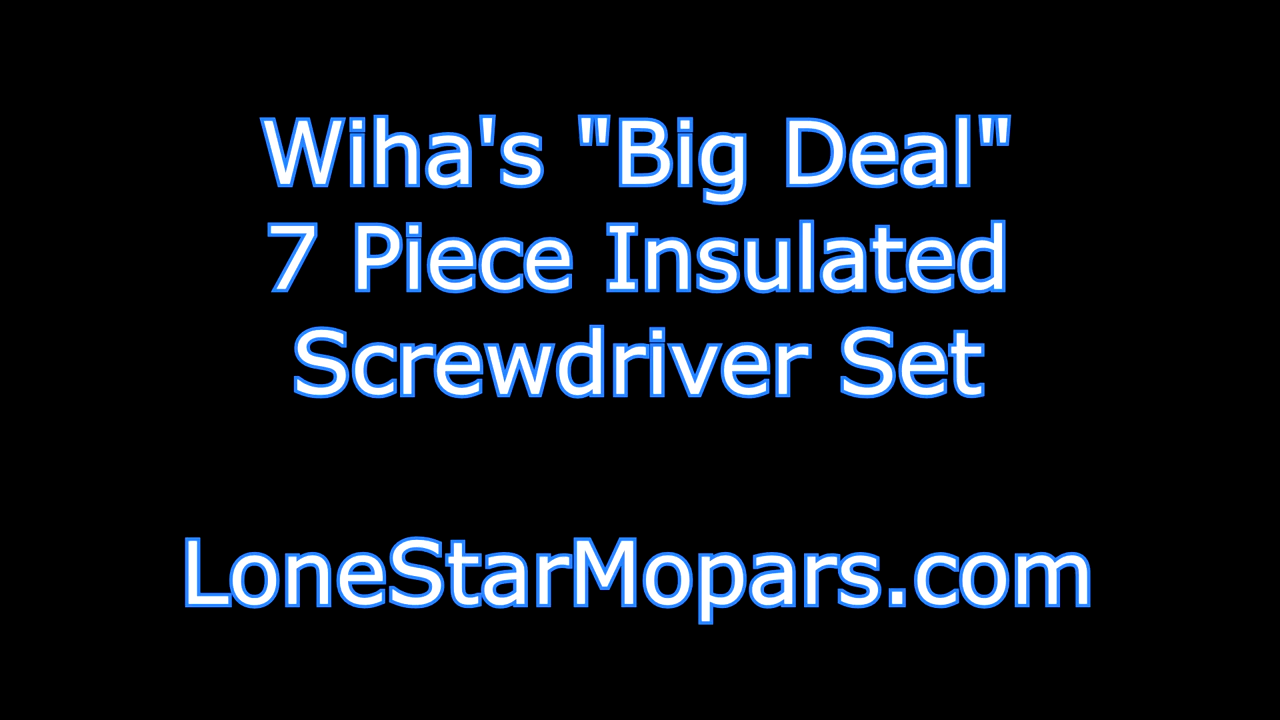 Wiha's "Big Deal"
7 Piece Insulated
Screwdriver Set
LoneStarMopars.com